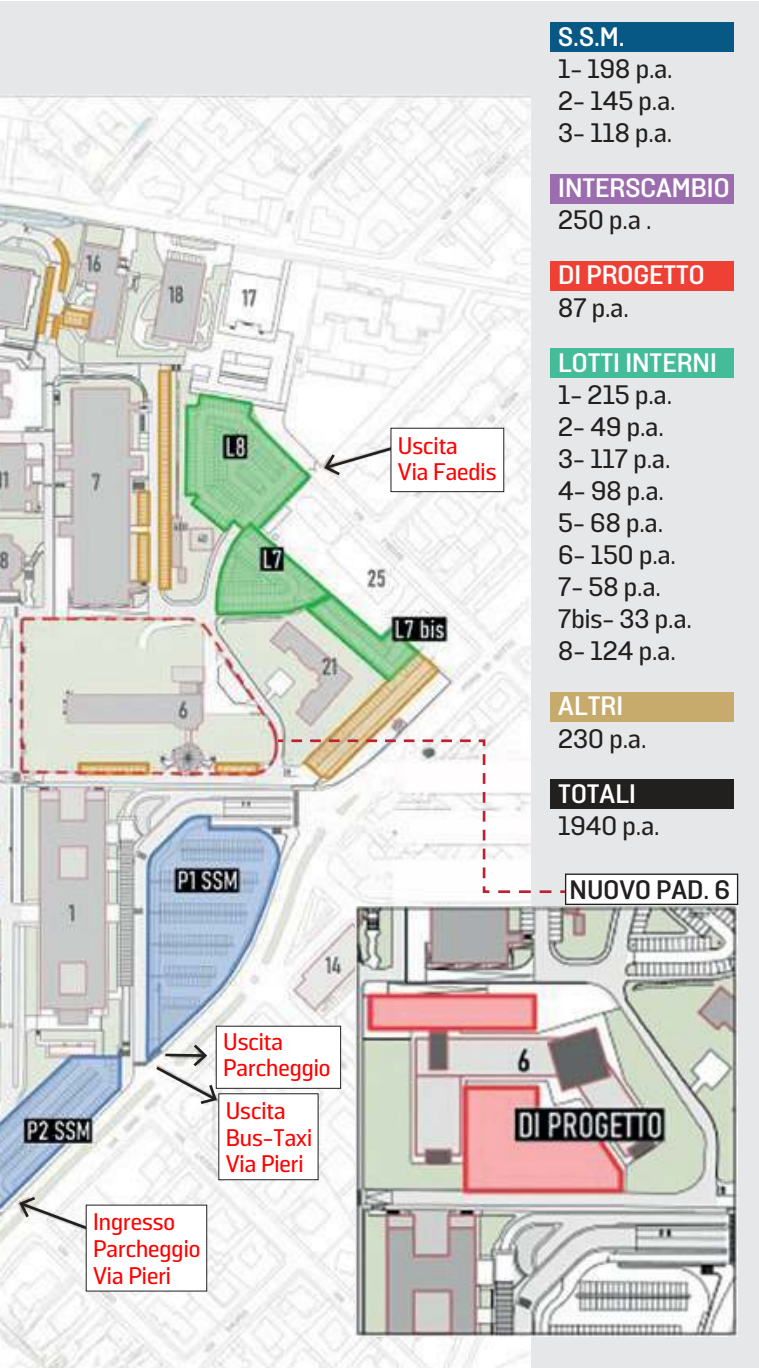 S.S.M.
1- 198 p.a.
2- 145 p.a.
3- 118 p.a.
INTERSCAMBIO
250 p.a .
DI PROGETTO
87 p.a.
LOTTI INTERNI
1- 215 p.a.
2- 49 p.a.
3- 117 p.a.
4- 98 p.a.
5- 68 p.a.
6- 150 p.a.
7- 58 p.a.
7bis- 33 p.a.
8- 124 p.a.
ALTRI
230 p.a.
TOTALI
1940 p.a.
NUOVO PAD. 6
16
18
17
L8
Uscita
Via Faedis
7
11
8
L7
25
L7 bis
21
6
P1 SSM
1
14
Uscita
Parcheggio
Uscita
Bus-Taxi
Via Pieri
P2 SSM
Ingresso
Parcheggio
Via Pieri
6
DI PROGETTO